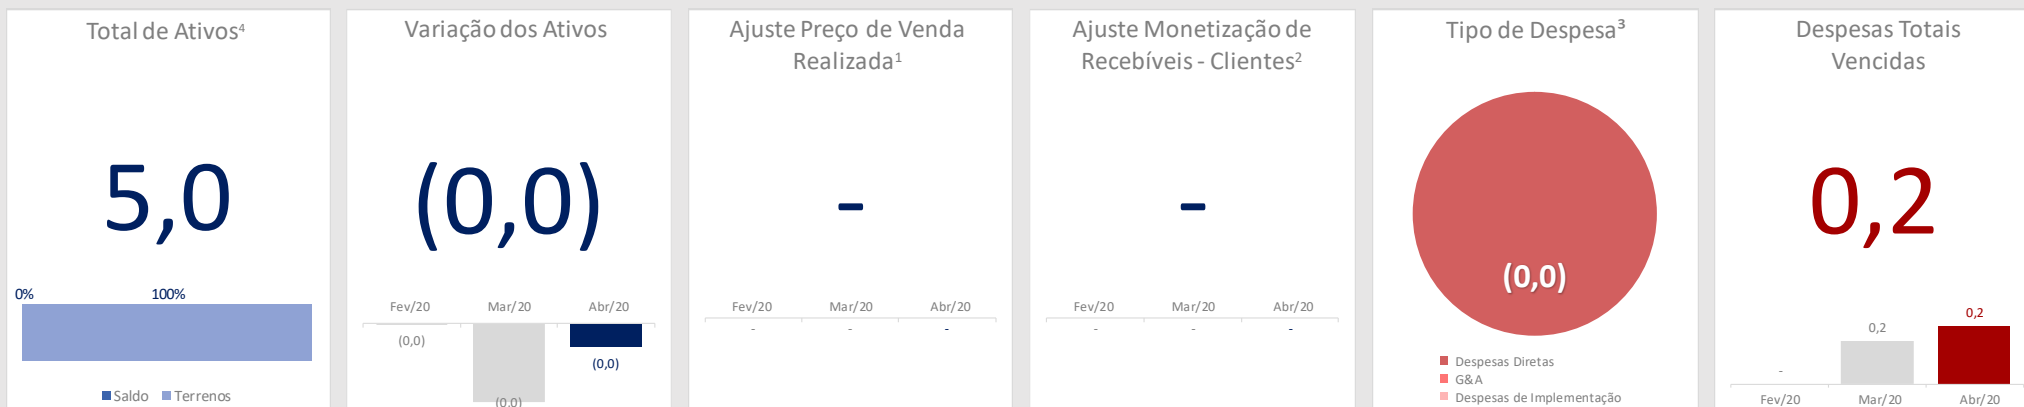 Total de Ativos⁴
5,0
0%
100%
Saldo
Terrenos
Variação dos Ativos
(0,0)
Fev/20
Mar/20
Abr/20
(0,0)
(0,0)
(0,0)
Ajuste Preço de Venda
Realizada¹
-
Fev/20
Mar/20
Abr/20
-
-
-
Ajuste Monetização de
Recebíveis - Clientes²
-
Fev/20
Mar/20
Abr/20
-
-
-
Tipo de Despesa³
(0,0)
Despesas Diretas
G&A
Despesas de Implementação
Despesas Totais
Vencidas
0,2
-
0,2
0,2
Fev/20
Mar/20
Abr/20